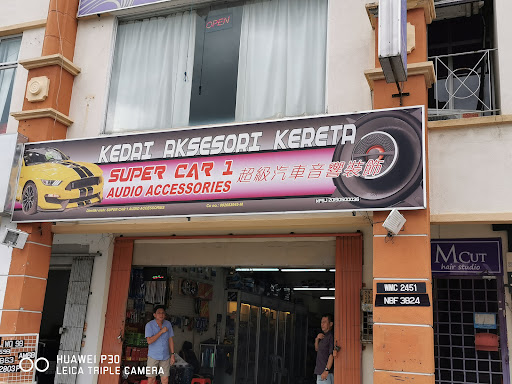 OPEN
KEDAI AKSESORI KERETA
SUPER CAR 1
AUDIO ACCESSORIES
超級汽車音響裝飾
MCUT
hair studio
WMC 2451
NBF 3824
NO 99
HUAWEI P30
LEICA TRIPLE CAMERA